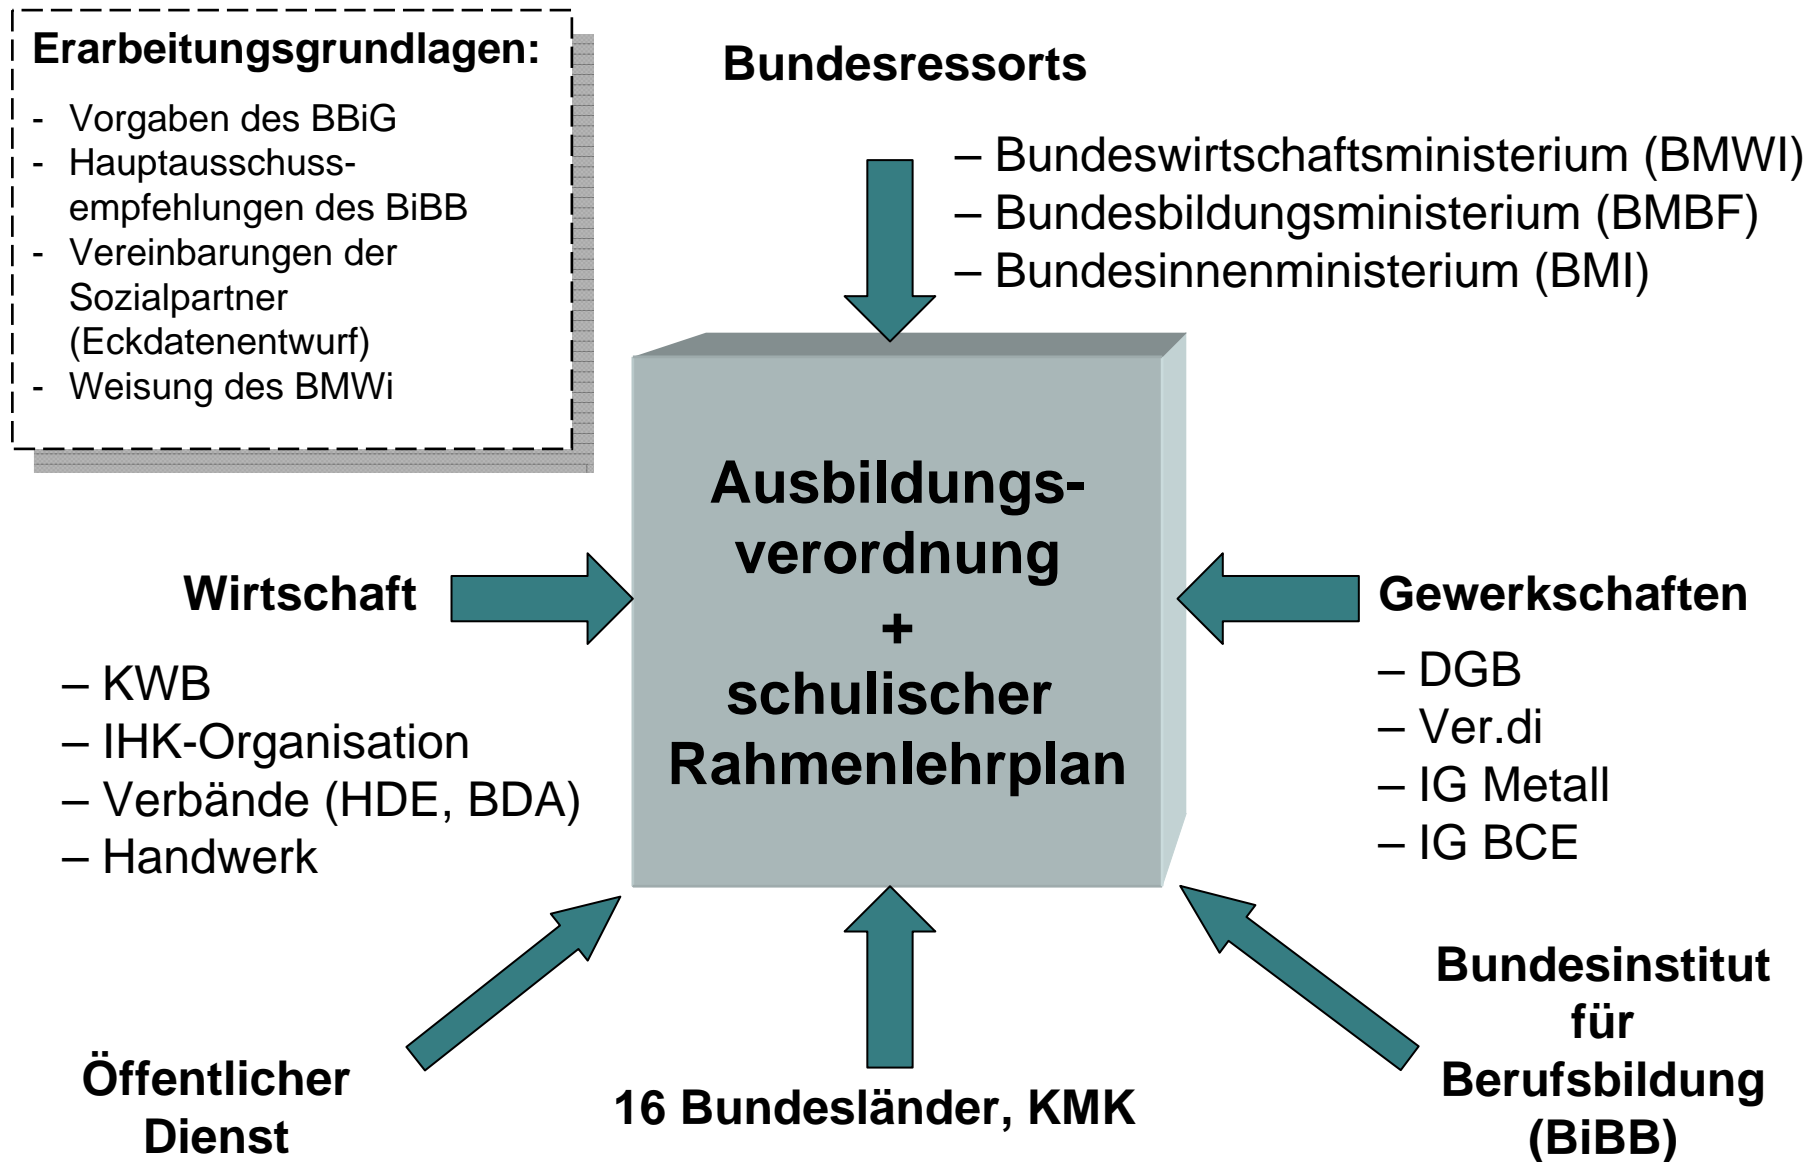 Erarbeitungsgrundlagen:
- Vorgaben des BBiG
- Hauptausschuss-
empfehlungen des BiBB
- Vereinbarungen der
Sozialpartner
(Eckdatenentwurf)
- Weisung des BMWi
Bundesressorts
– Bundeswirtschaftsministerium (BMWI)
– Bundesbildungsministerium (BMBF)
– Bundesinnenministerium (BMI)
Ausbildungs-
verordnung
+
schulischer
Rahmenlehrplan
Wirtschaft
– KWB
– IHK-Organisation
– Verbände (HDE, BDA)
– Handwerk
Gewerkschaften
– DGB
– Ver.di
– IG Metall
– IG BCE
Öffentlicher
Dienst
16 Bundesländer, KMK
Bundesinstitut
für
Berufsbildung
(BiBB)